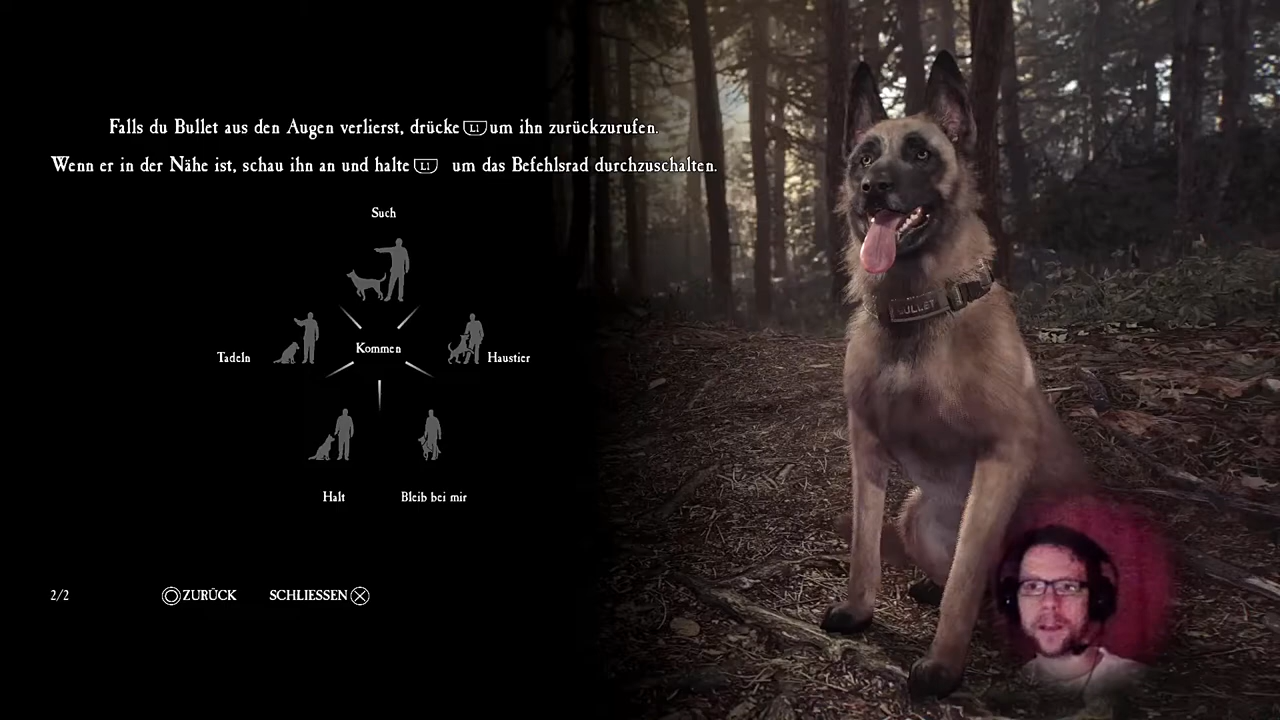 Falls du Bullet aus den Augen verlierst, drücke L1 um ihn zurückzurufen.
Wenn er in der Nähe ist, schau ihn an und halte L1 um das Befehlsrad durchzuschalten.
Such
Tadeln
Kommen
Haustier
Halt
Bleib bei mir
2/2
ZURÜCK
SCHLIESSEN
BULLET